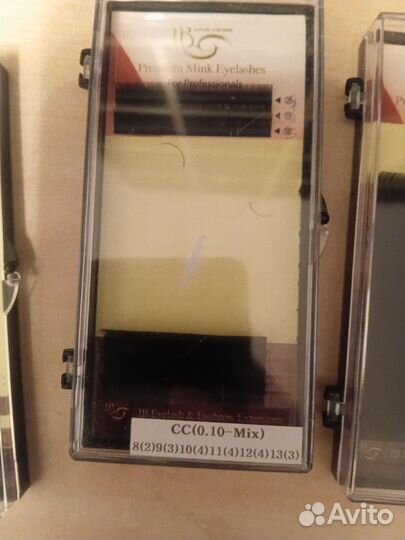 IB
Premium Mink Eyelashes
For Professionals
IB Eyelash & Eyebrow Extensions
CC(0.10-Mix)
8(2)9(3)10(4)11(4)12(4)13(3)
Avito